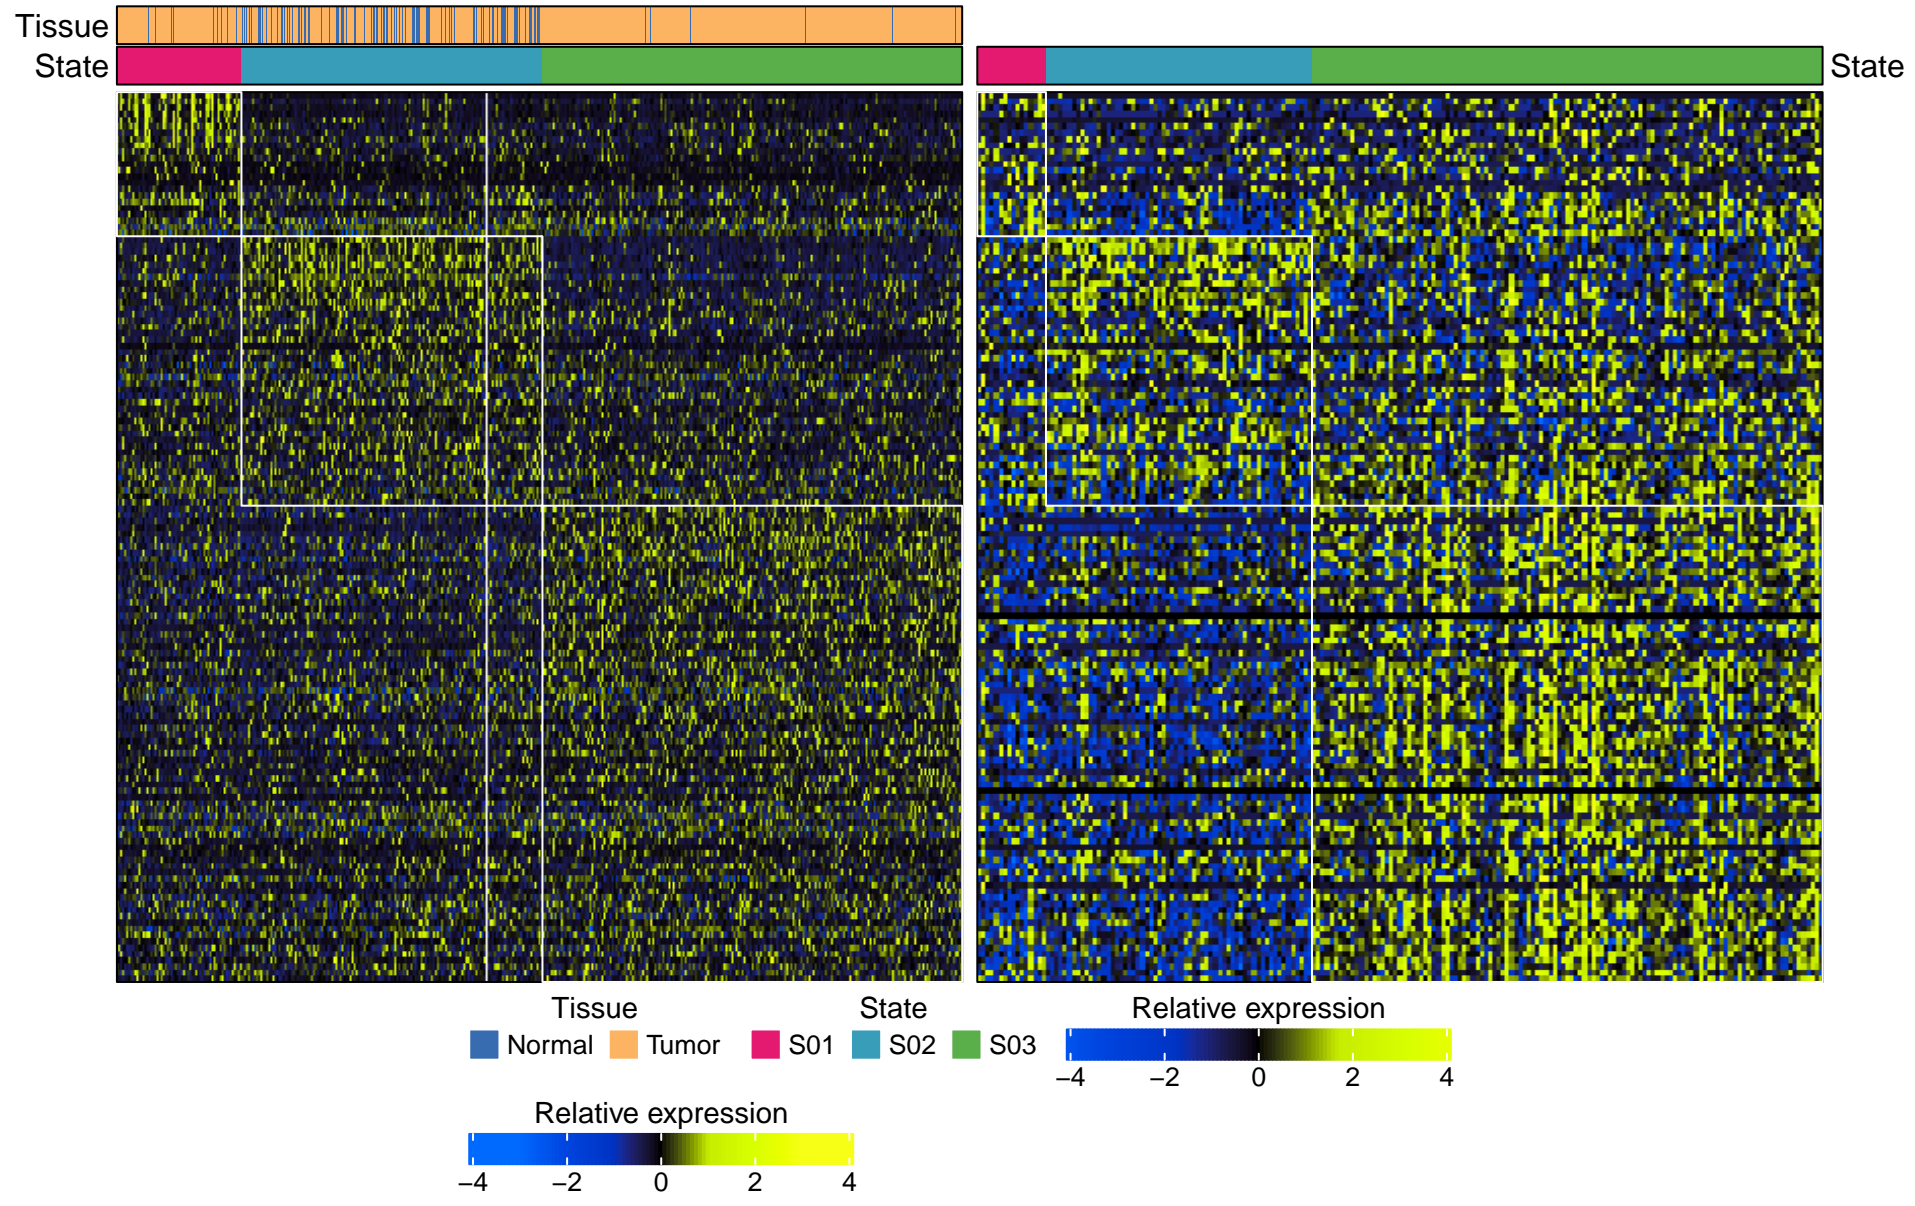 Tissue
State
State
Tissue
Normal
Tumor
State
S01
S02
S03
Relative expression
−4
−2
0
2
4
Relative expression
−4
−2
0
2
4